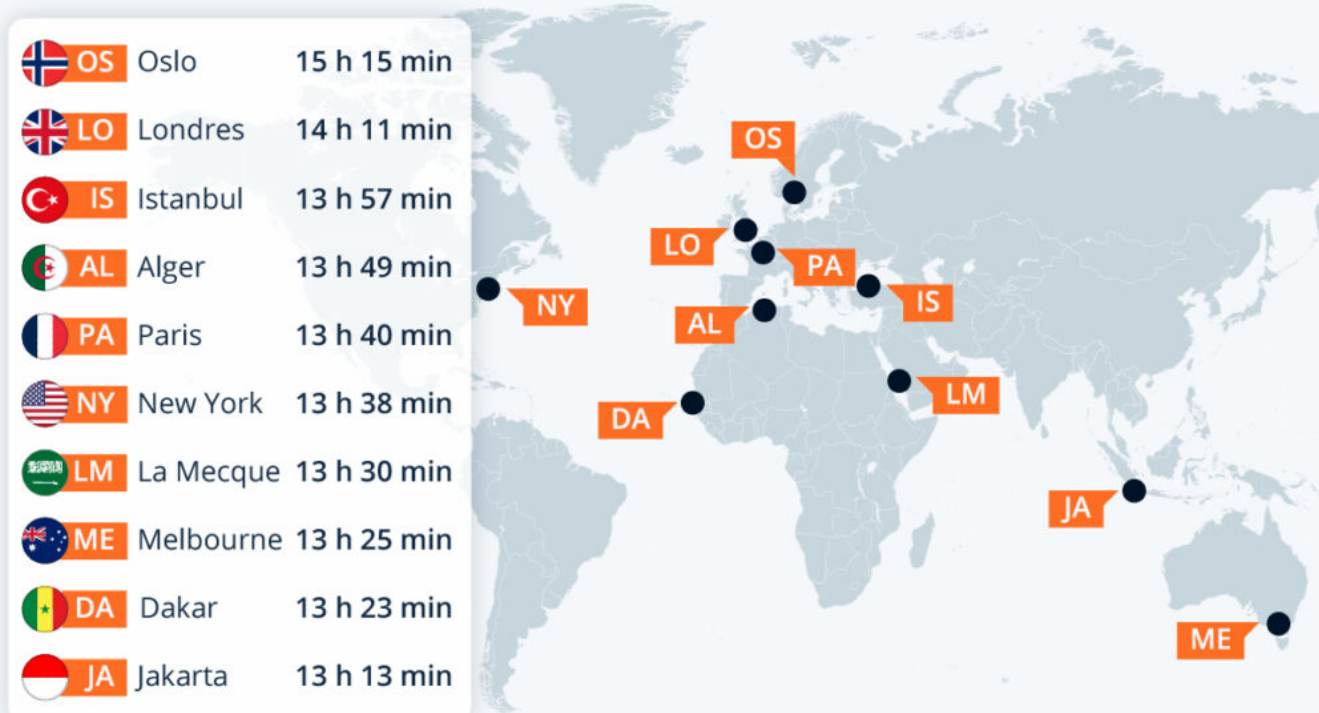 OS Oslo 15 h 15 min
LO Londres 14 h 11 min
IS Istanbul 13 h 57 min
AL Alger 13 h 49 min
PA Paris 13 h 40 min
NY New York 13 h 38 min
LM La Mecque 13 h 30 min
ME Melbourne 13 h 25 min
DA Dakar 13 h 23 min
JA Jakarta 13 h 13 min
OS
LO
PA
IS
NY
AL
LM
DA
JA
ME